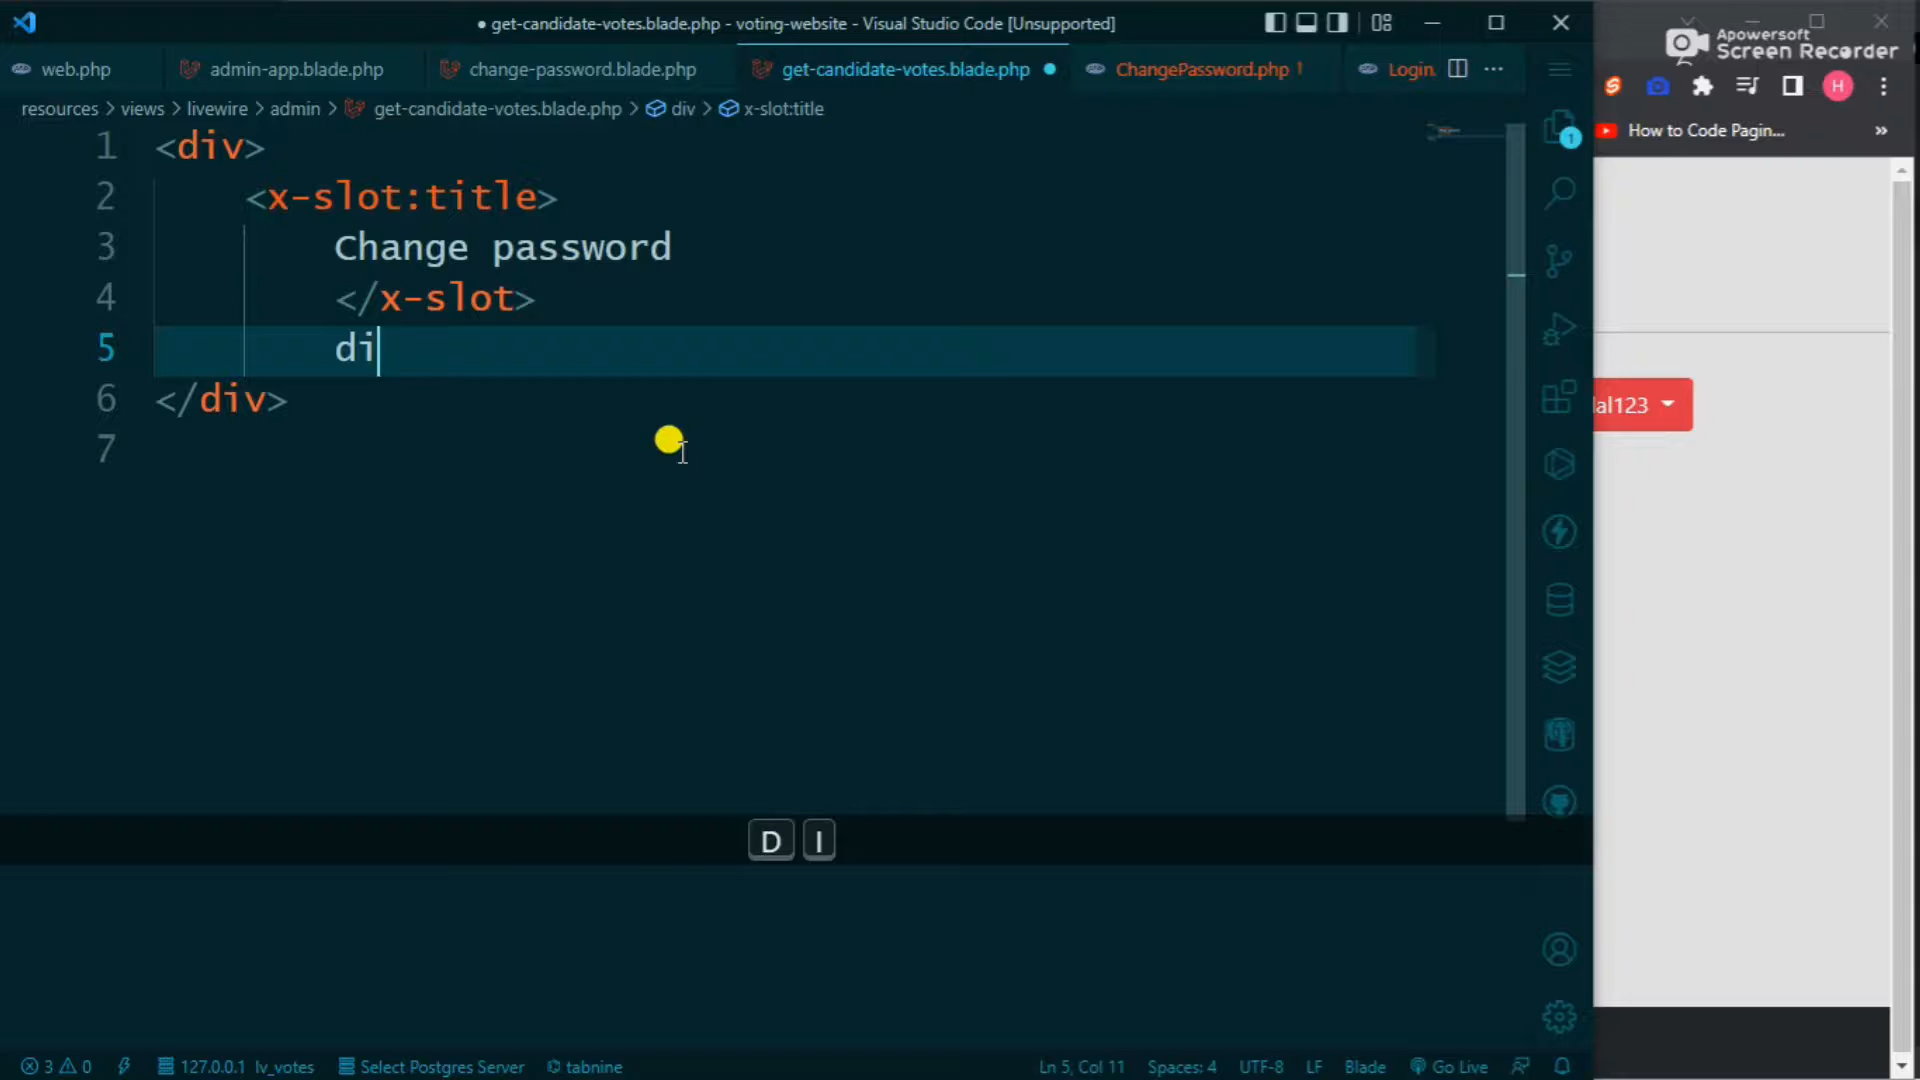 ● get-candidate-votes.blade.php - voting-website - Visual Studio Code [Unsupported]
Apowersoft
Screen Recorder
web.php
admin-app.blade.php
change-password.blade.php
get-candidate-votes.blade.php
ChangePassword.php 1
Login.
resources > views > livewire > admin > get-candidate-votes.blade.php > div > x-slot:title
H
1
How to Code Pagin...
1 <div>
2 <x-slot:title>
3 Change password
4 </x-slot>
5 di
6 </div>
7
lal123
D I
3 0 127.0.0.1 lv_votes Select Postgres Server tabnine Ln 5, Col 11 Spaces: 4 UTF-8 LF Blade Go Live